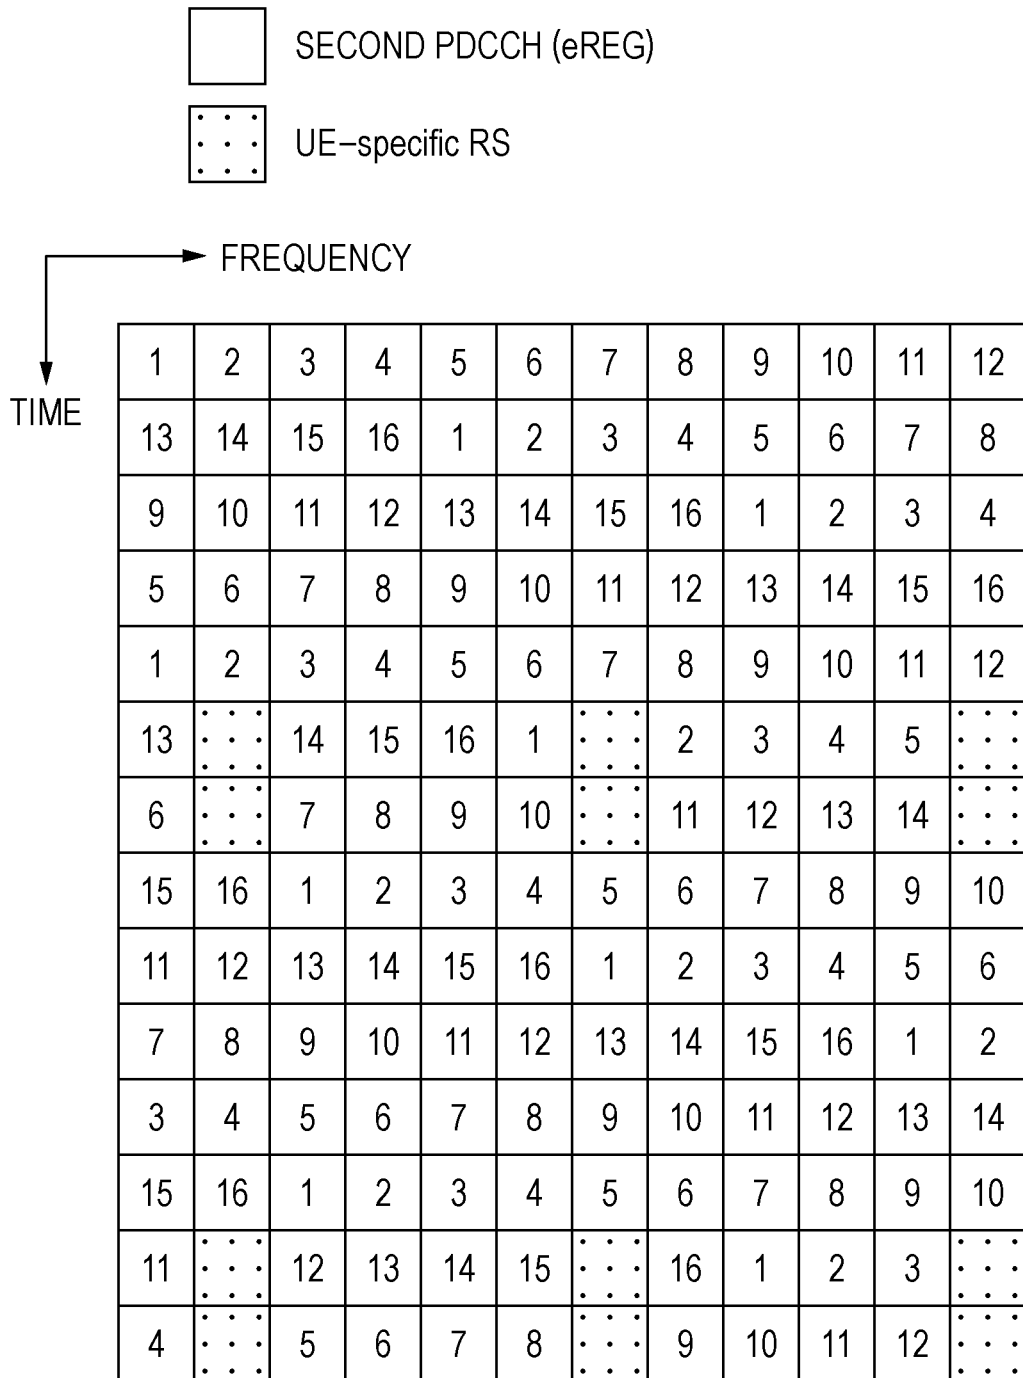 SECOND PDCCH (eREG)
UE-specific RS
FREQUENCY
TIME
1 2 3 4 5 6 7 8 9 10 11 12
13 14 15 16 1 2 3 4 5 6 7 8
9 10 11 12 13 14 15 16 1 2 3 4
5 6 7 8 9 10 11 12 13 14 15 16
1 2 3 4 5 6 7 8 9 10 11 12
13 14 15 16 1 2 3 4 5
6 7 8 9 10 11 12 13 14
15 16 1 2 3 4 5 6 7 8 9 10
11 12 13 14 15 16 1 2 3 4 5 6
7 8 9 10 11 12 13 14 15 16 1 2
3 4 5 6 7 8 9 10 11 12 13 14
15 16 1 2 3 4 5 6 7 8 9 10
11 12 13 14 15 16 1 2 3
4 5 6 7 8 9 10 11 12